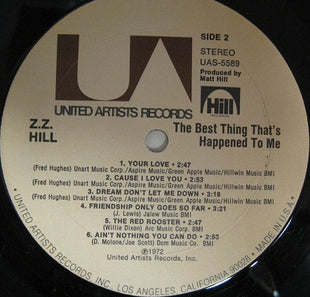 SIDE 2
STEREO
UAS-5589
Produced by
Matt Hill
UA
UNITED ARTISTS RECORDS
Hill
RECORDS
Z.Z.
HILL
The Best Thing That's
Happened To Me
1. YOUR LOVE • 2:47
(Fred Hughes) Unart Music Corp./Aspire Music/Green Apple Music/Hillwin Music BMI
2. CAUSE I LOVE YOU • 2:53
(Fred Hughes) Unart Music Corp./Aspire Music/Green Apple Music/Hillwin Music BMI
3. DREAM DON'T LET ME DOWN • 3:18
(Fred Hughes) Unart Music Corp./Aspire Music/Green Apple Music/Hillwin Music BMI
4. FRIENDSHIP ONLY GOES SO FAR • 3:21
(J. Lewis) Jalew Music BMI
5. THE RED ROOSTER • 2:47
(Willie Dixon) Arc Music Corp. BMI
6. AIN'T NOTHING YOU CAN DO • 2:55
(D. Malone/Joe Scott) Dom Music Co. BMI
℗1972
United Artists Records, Inc.
UNITED ARTISTS RECORDS, INC., LOS ANGELES, CALIFORNIA 90028 • MADE IN U.S.A.